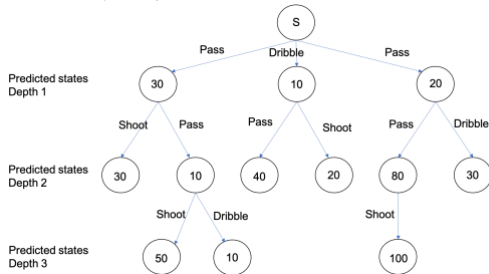 S
Pass Dribble Pass
Predicted states
Depth 1
30 10 20
Shoot Pass Pass Shoot Pass Dribble
Predicted states
Depth 2
30 10 40 20 80 30
Shoot Dribble Shoot
Predicted states
Depth 3
50 10 100